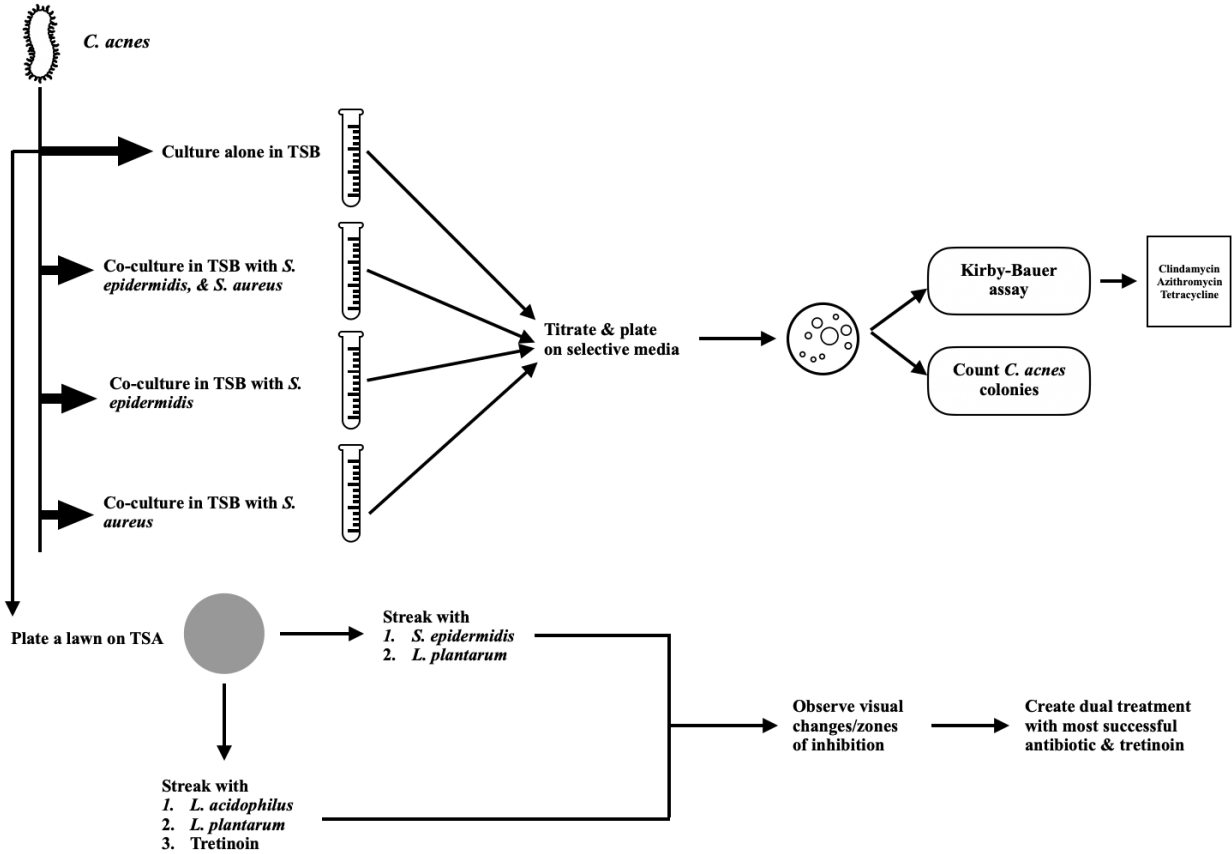 C. acnes
Culture alone in TSB
Co-culture in TSB with S.
epidermidis, & S. aureus
Co-culture in TSB with S.
epidermidis
Co-culture in TSB with S.
aureus
Titrate & plate
on selective media
Kirby-Bauer
assay
Clindamycin
Azithromycin
Tetracycline
Count C. acnes
colonies
Plate a lawn on TSA
Streak with
1. S. epidermidis
2. L. plantarum
Streak with
1. L. acidophilus
2. L. plantarum
3. Tretinoin
Observe visual
changes/zones
of inhibition
Create dual treatment
with most successful
antibiotic & tretinoin